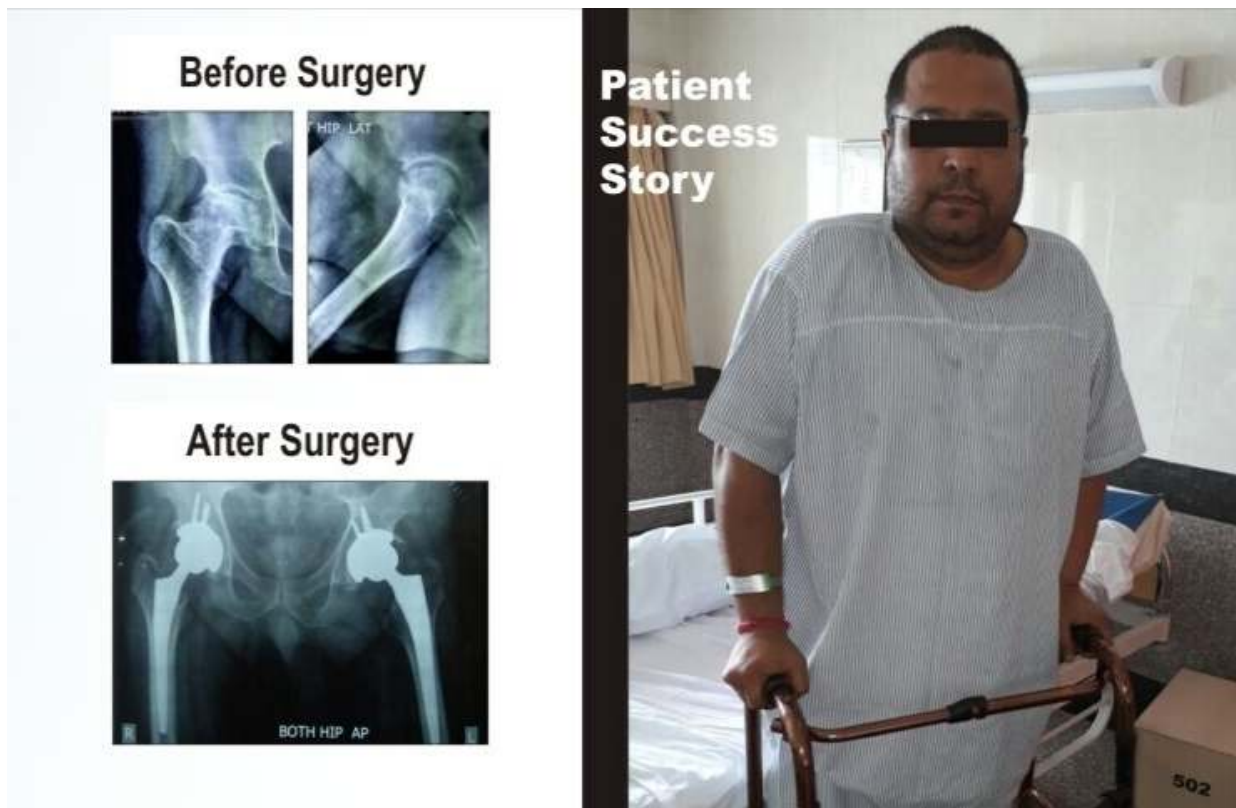 Before Surgery
HIP LAT
After Surgery
R
BOTH HIP AP
L
Patient
Success
Story
502